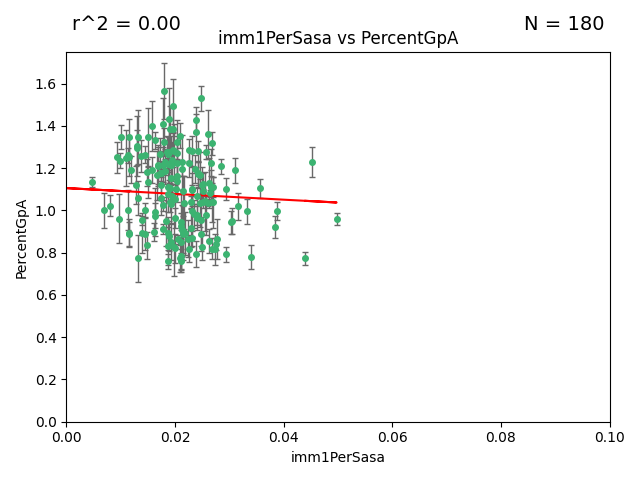 r^2 = 0.00
N = 180
imm1PerSasa vs PercentGpA
1.6
1.4
1.2
1.0
0.8
0.6
0.4
0.2
0.0
PercentGpA
0.00 0.02 0.04 0.06 0.08 0.10
imm1PerSasa